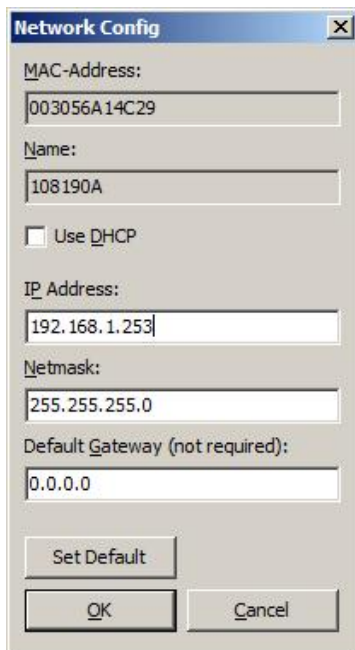 Network Config
MAC-Address:
003056A14C29
Name:
108190A
Use DHCP
IP Address:
192.168.1.253
Netmask:
255.255.255.0
Default Gateway (not required):
0.0.0.0
Set Default
OK Cancel